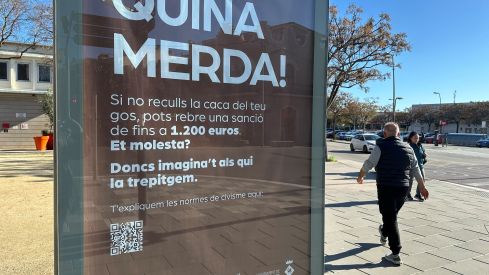 QUINA
MERDA!
Si no reculls la caca del teu
gos, pots rebre una sanció
de fins a 1.200 euros.
Et molesta?
Doncs imagina't als qui
la trepitgem.
T'expliquem les normes de civisme aquí: